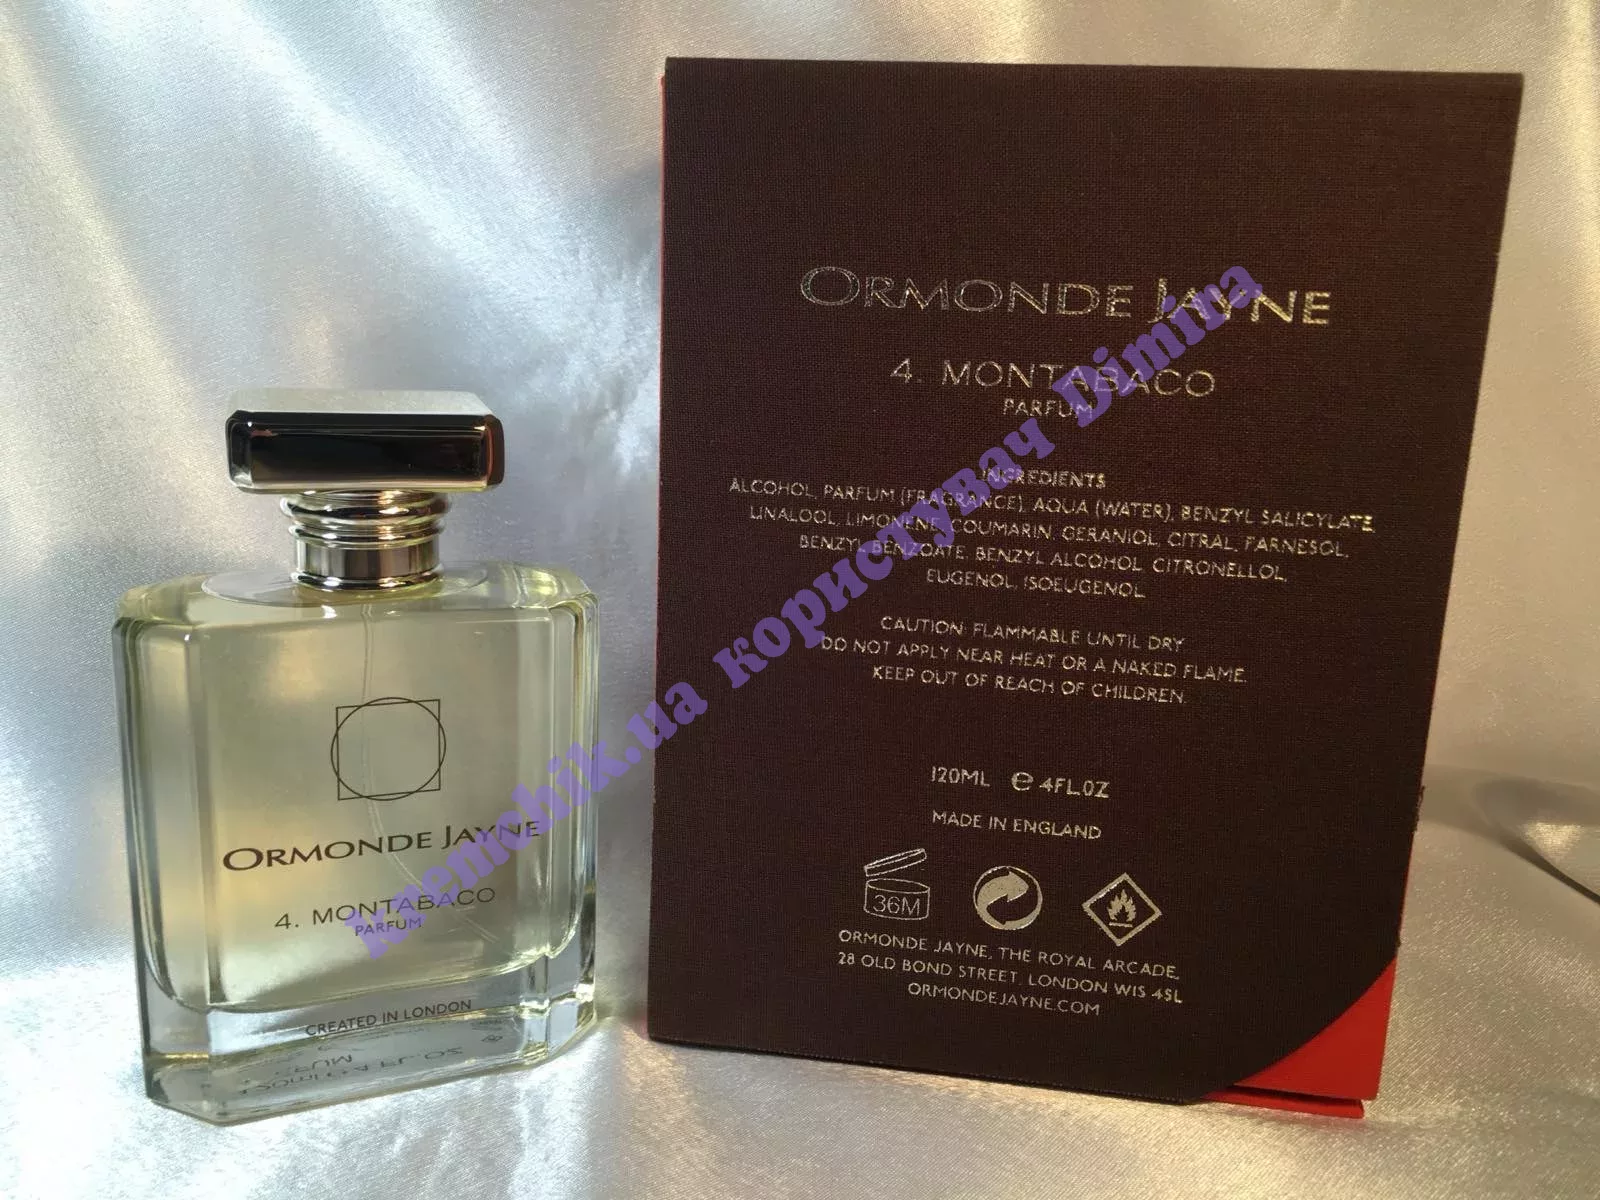 ORMONDE JAYNE
4. MONTABACO
PARFUM
CREATED IN LONDON
ORMONDE JAYNE
4. MONTABACO
PARFUM
INGREDIENTS
ALCOHOL, PARFUM (FRAGRANCE), AQUA (WATER), BENZYL SALICYLATE,
LINALOOL, LIMONENE, COUMARIN, GERANIOL, CITRAL, FARNESOL,
BENZYL BENZOATE, BENZYL ALCOHOL, CITRONELLOL,
EUGENOL, ISOEUGENOL
CAUTION: FLAMMABLE UNTIL DRY
DO NOT APPLY NEAR HEAT OR A NAKED FLAME.
KEEP OUT OF REACH OF CHILDREN.
120ML e 4FL.OZ
MADE IN ENGLAND
36M
ORMONDE JAYNE, THE ROYAL ARCADE,
28 OLD BOND STREET, LONDON W1S 4SL
ORMONDEJAYNE.COM
kremchik.ua користувач Dimina